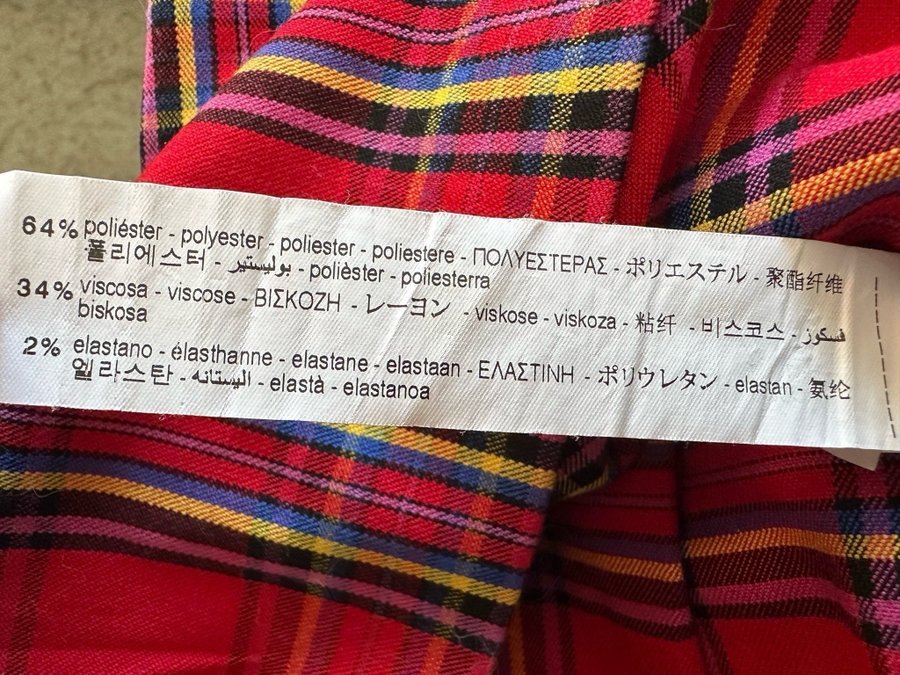 64% poliéster - polyester - poliester - poliestere - ΠΟΛΥΕΣΤΕΡΑΣ - ポリエステル - 聚酯纤维
폴리에스터 - بوليستير - polièster - poliesterra
34% viscosa - viscose - ΒΙΣΚΟΖΗ - レーヨン - viskose - viskoza - 粘纤 - 비스코스 - فسكوز
biskosa
2% elastano - élasthanne - elastane - elastaan - ΕΛΑΣΤΙΝΗ - ポリウレタン - elastan - 氨纶
엘라스탄 - اليستانه - elastà - elastanoa